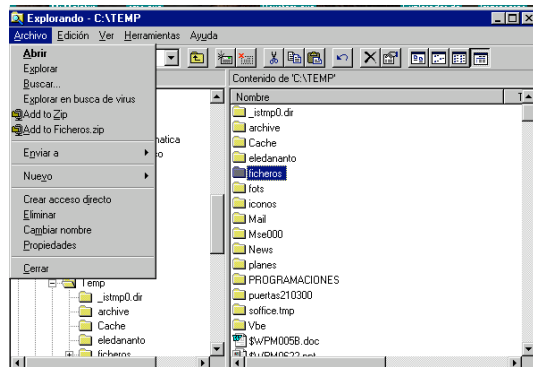 Explorando - C:\TEMP
Archivo Edición Ver Herramientas Ayuda
Abrir
Explorar
Buscar...
Explorar en busca de virus
Add to Zip
Add to Ficheros.zip
Enviar a
Nuevo
Crear acceso directo
Eliminar
Cambiar nombre
Propiedades
Cerrar
Temp
_istmp0.dir
archive
Cache
eledananto
ficheros
Contenido de 'C:\TEMP'
Nombre
_istmp0.dir
archive
Cache
eledananto
ficheros
fots
iconos
Mail
Mse000
News
planes
PROGRAMACIONES
puertas210300
soffice.tmp
Vbe
$WPM005B.doc